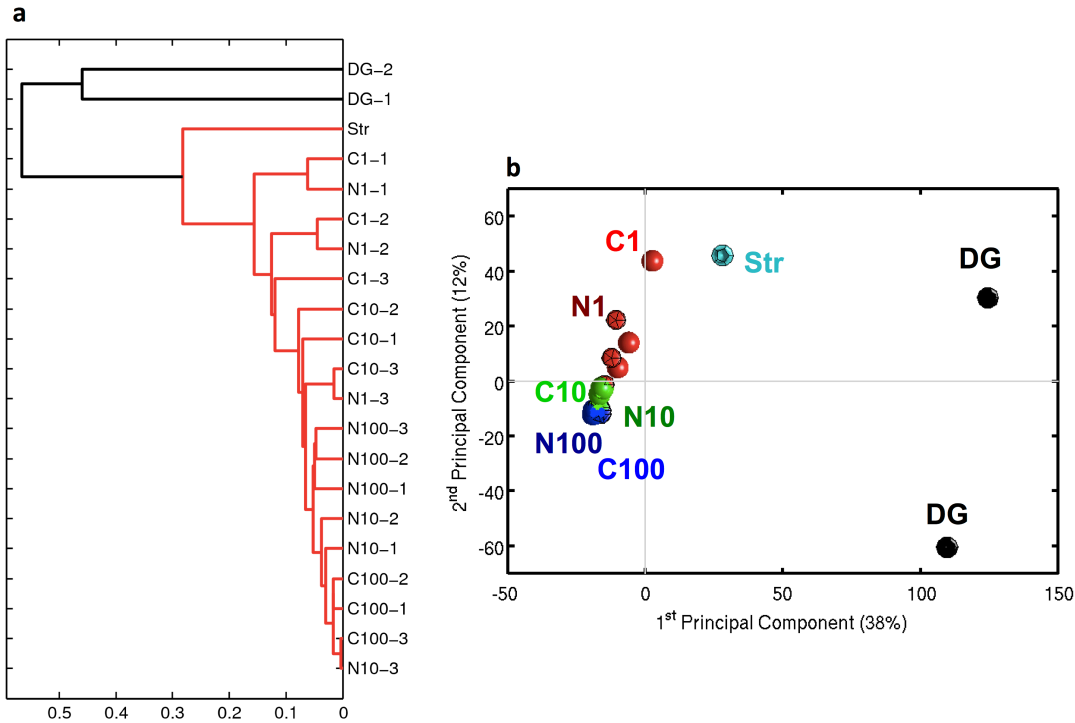 a
DG–2
DG–1
Str
C1–1
N1–1
C1–2
N1–2
C1–3
C10–2
C10–1
C10–3
N1–3
N100–3
N100–2
N100–1
N10–2
N10–1
C100–2
C100–1
C100–3
N10–3
0.5 0.4 0.3 0.2 0.1 0
b
2nd Principal Component (12%)
60
40
20
0
-20
-40
-60
C1
Str
DG
N1
C10
N10
N100
C100
DG
-50 0 50 100 150
1st Principal Component (38%)